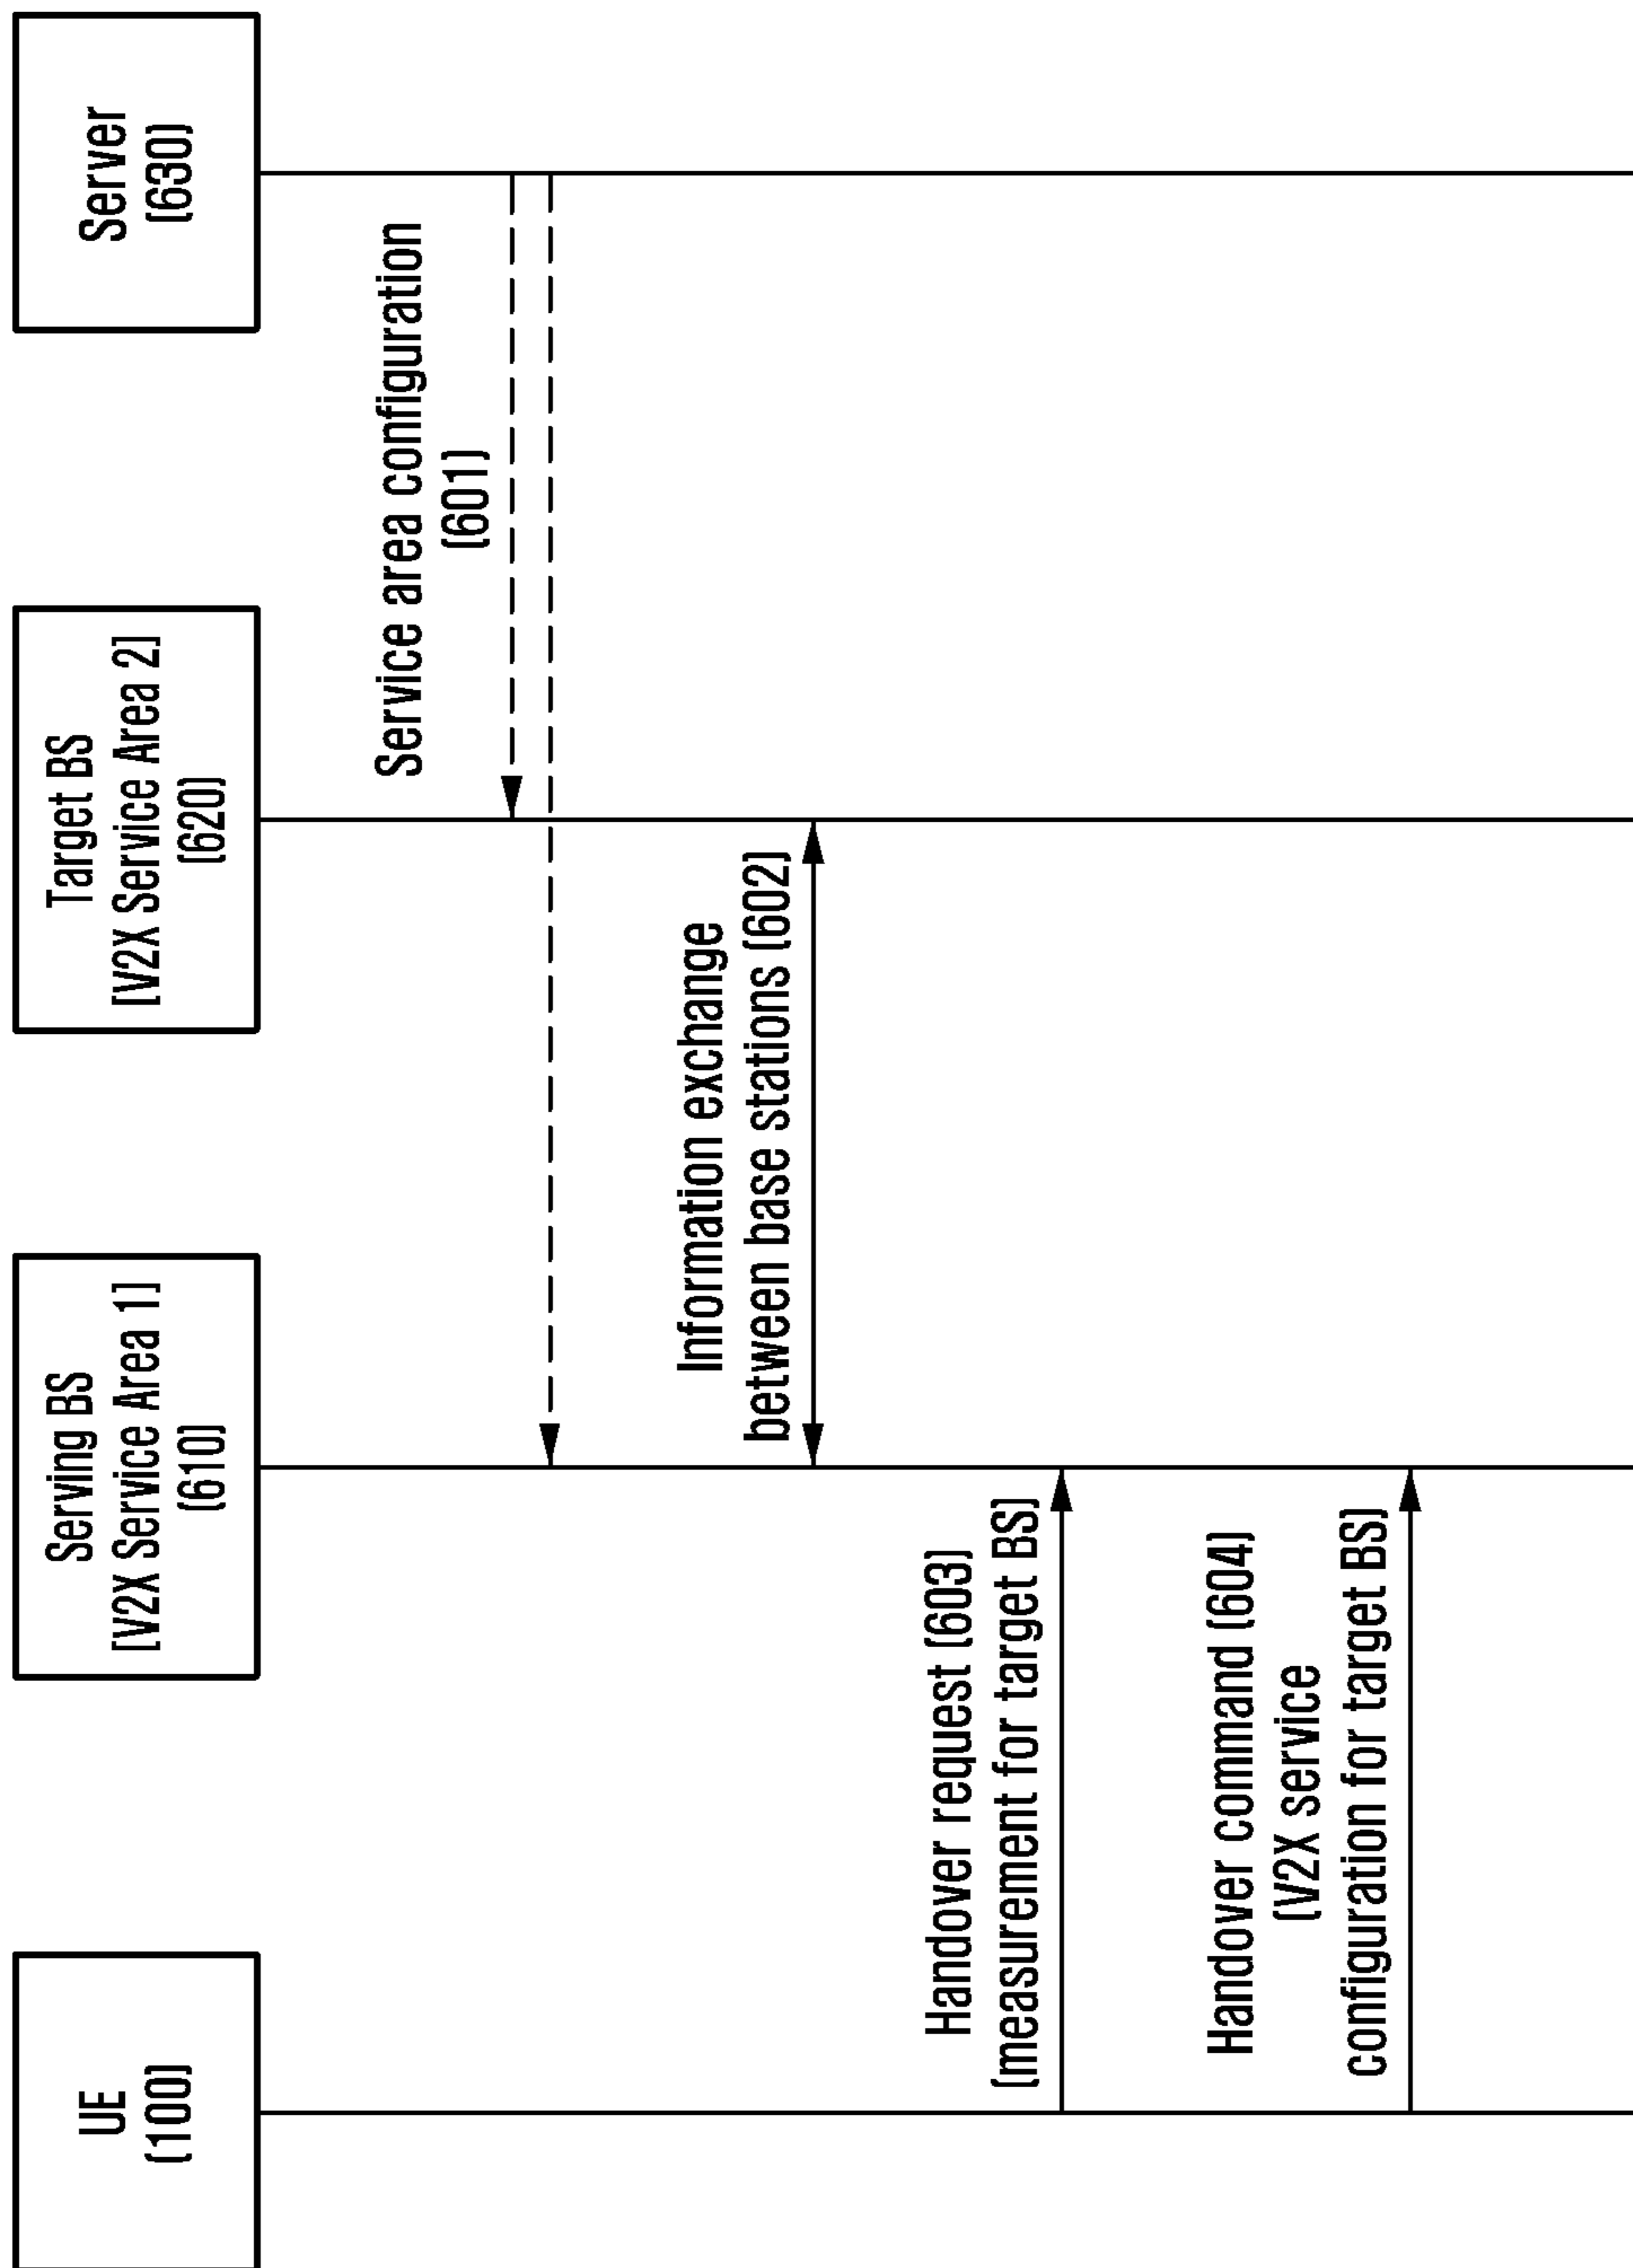 UE
(100)
Serving BS
[V2X Service Area 1]
(610)
Target BS
[V2X Service Area 2]
(620)
Server
(630)
Service area configuration
(601)
Information exchange
between base stations (602)
Handover request (603)
(measurement for target BS)
Handover command (604)
(V2X service
configuration for target BS)